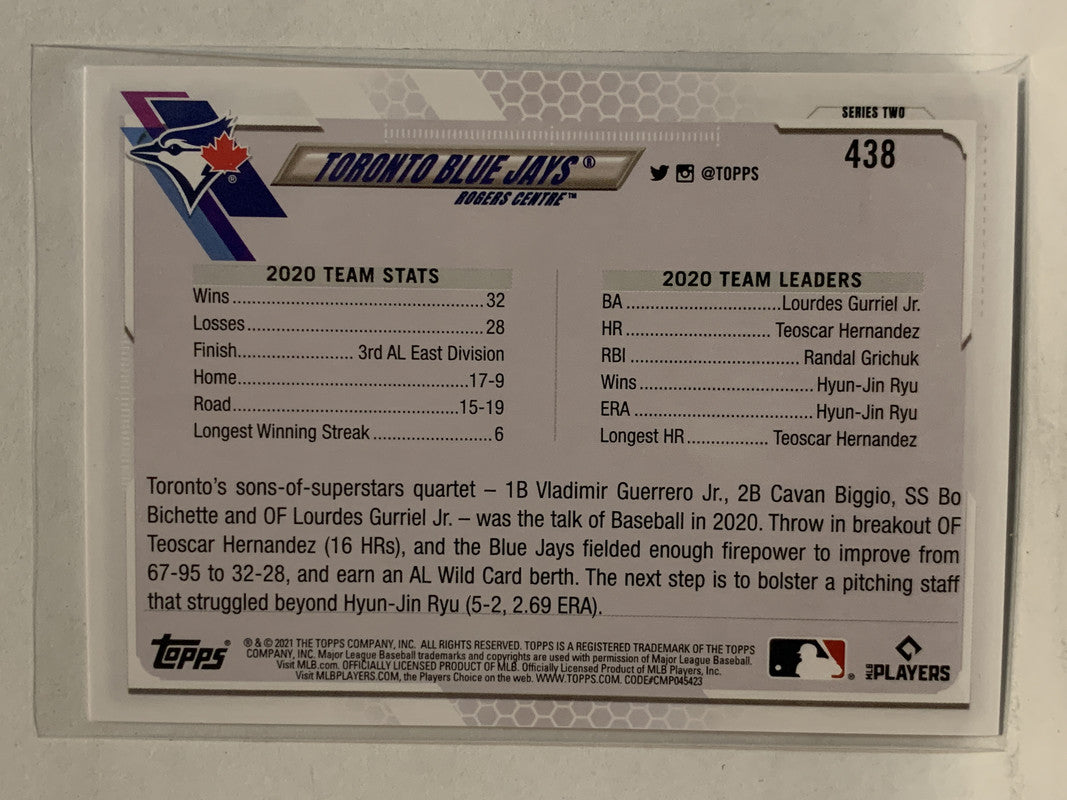 SERIES TWO
438
TORONTO BLUE JAYS®
ROGERS CENTRE™
@TOPPS
2020 TEAM STATS
Wins.....32
Losses.....28
Finish.....3rd AL East Division
Home.....17-9
Road.....15-19
Longest Winning Streak.....6
2020 TEAM LEADERS
BA.....Lourdes Gurriel Jr.
HR.....Teoscar Hernandez
RBI.....Randal Grichuk
Wins.....Hyun-Jin Ryu
ERA.....Hyun-Jin Ryu
Longest HR.....Teoscar Hernandez
Toronto's sons-of-superstars quartet – 1B Vladimir Guerrero Jr., 2B Cavan Biggio, SS Bo
Bichette and OF Lourdes Gurriel Jr. – was the talk of Baseball in 2020. Throw in breakout OF
Teoscar Hernandez (16 HRs), and the Blue Jays fielded enough firepower to improve from
67-95 to 32-28, and earn an AL Wild Card berth. The next step is to bolster a pitching staff
that struggled beyond Hyun-Jin Ryu (5-2, 2.69 ERA).
TOPPS®
® & © 2021 THE TOPPS COMPANY, INC. ALL RIGHTS RESERVED. TOPPS IS A REGISTERED TRADEMARK OF THE TOPPS
COMPANY, INC. Major League Baseball trademarks and copyrights are used with permission of Major League Baseball.
Visit MLB.com. OFFICIALLY LICENSED PRODUCT OF MLB. Officially Licensed Product of MLB Players, Inc.
Visit MLBPLAYERS.COM, the Players Choice on the web. WWW.TOPPS.COM. CODE#CMP045423
MLB PLAYERS